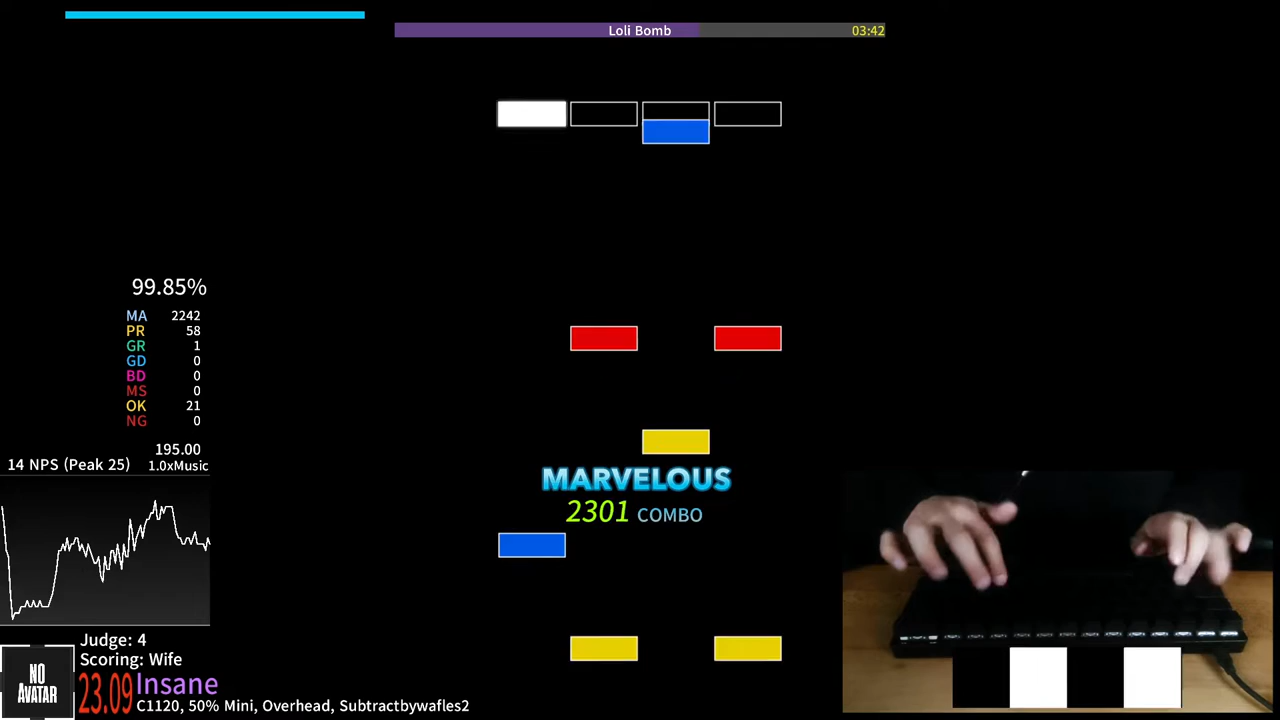 Loli Bomb
03:42
99.85%
MA 2242
PR 58
GR 1
GD 0
BD 0
MS 0
OK 21
NG 0
195.00
14 NPS (Peak 25) 1.0xMusic
MARVELOUS
2301 COMBO
Judge: 4
Scoring: Wife
NO AVATAR
23.09 Insane
C1120, 50% Mini, Overhead, Subtractbywafles2